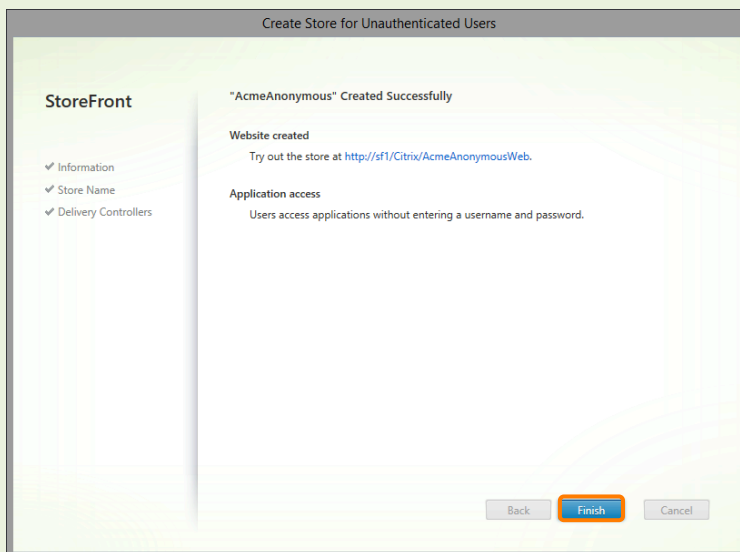 Create Store for Unauthenticated Users
StoreFront
✔ Information
✔ Store Name
✔ Delivery Controllers
"AcmeAnonymous" Created Successfully
Website created
Try out the store at http://sf1/Citrix/AcmeAnonymousWeb.
Application access
Users access applications without entering a username and password.
Back Finish Cancel